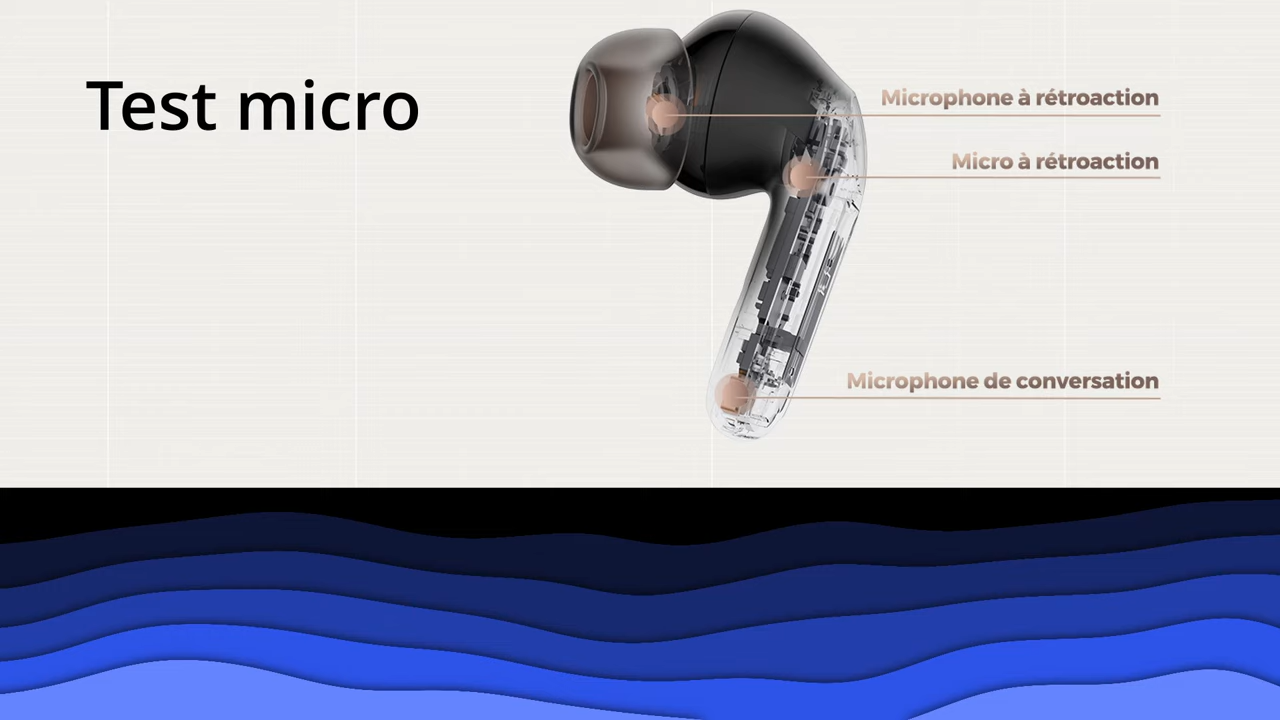 Test micro
Microphone à rétroaction
Micro à rétroaction
Microphone de conversation